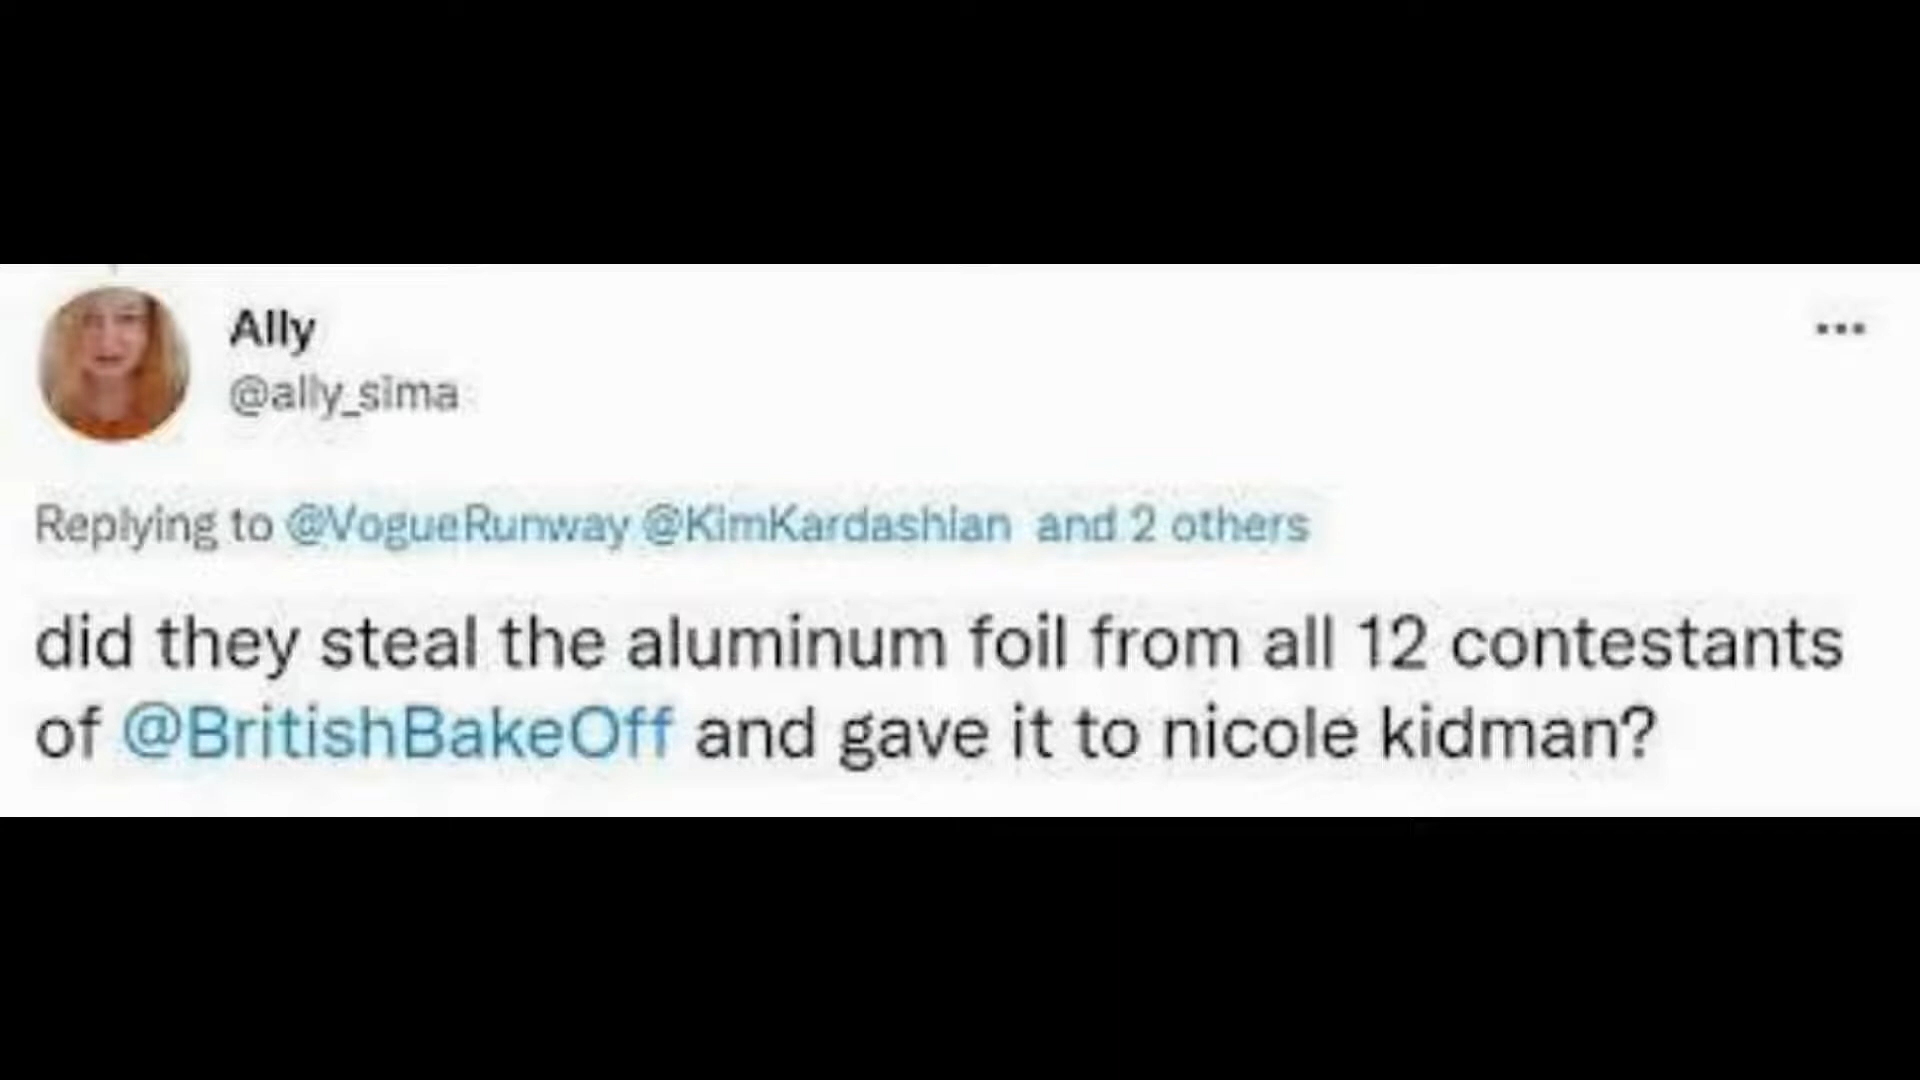 Ally
@ally_sima
Replying to @VogueRunway @KimKardashian and 2 others
did they steal the aluminum foil from all 12 contestants
of @BritishBakeOff and gave it to nicole kidman?